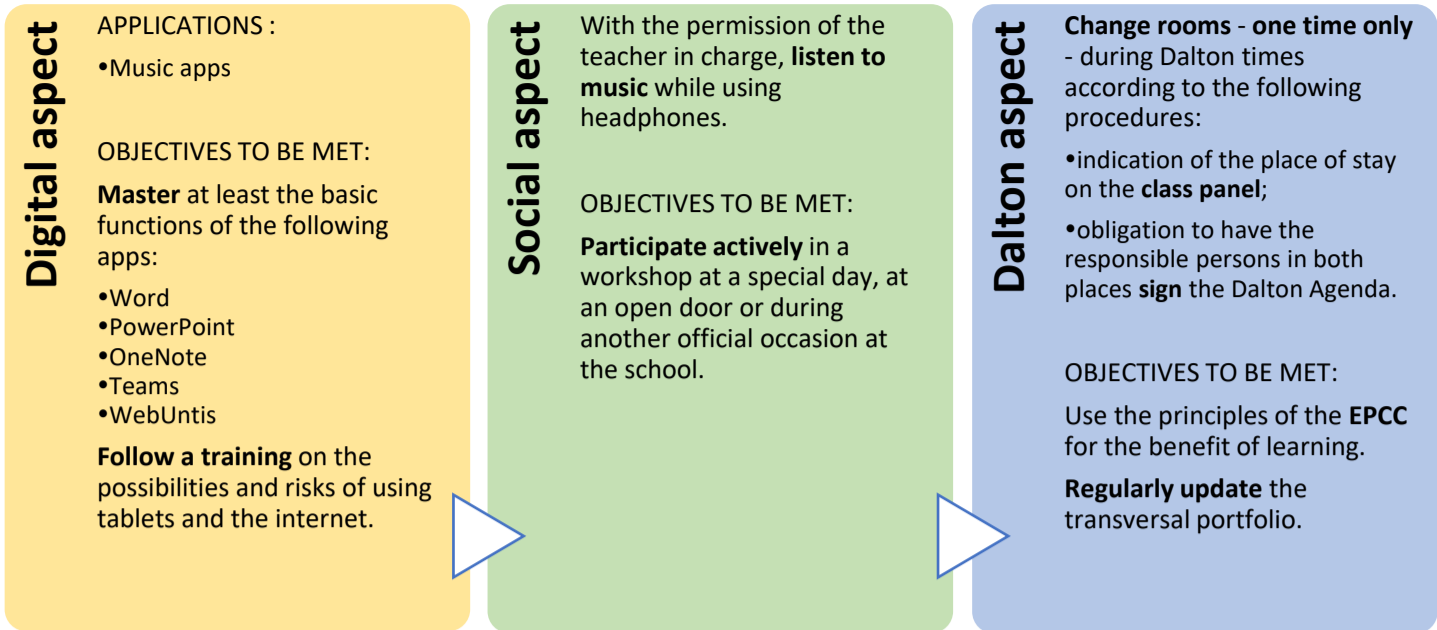 Digital aspect
APPLICATIONS :
•Music apps
OBJECTIVES TO BE MET:
Master at least the basic
functions of the following
apps:
•Word
•PowerPoint
•OneNote
•Teams
•WebUntis
Follow a training on the
possibilities and risks of using
tablets and the internet.
Social aspect
With the permission of the
teacher in charge, listen to
music while using
headphones.
OBJECTIVES TO BE MET:
Participate actively in a
workshop at a special day, at
an open door or during
another official occasion at
the school.
Dalton aspect
Change rooms - one time only
- during Dalton times
according to the following
procedures:
•indication of the place of stay
on the class panel;
•obligation to have the
responsible persons in both
places sign the Dalton Agenda.
OBJECTIVES TO BE MET:
Use the principles of the EPCC
for the benefit of learning.
Regularly update the
transversal portfolio.